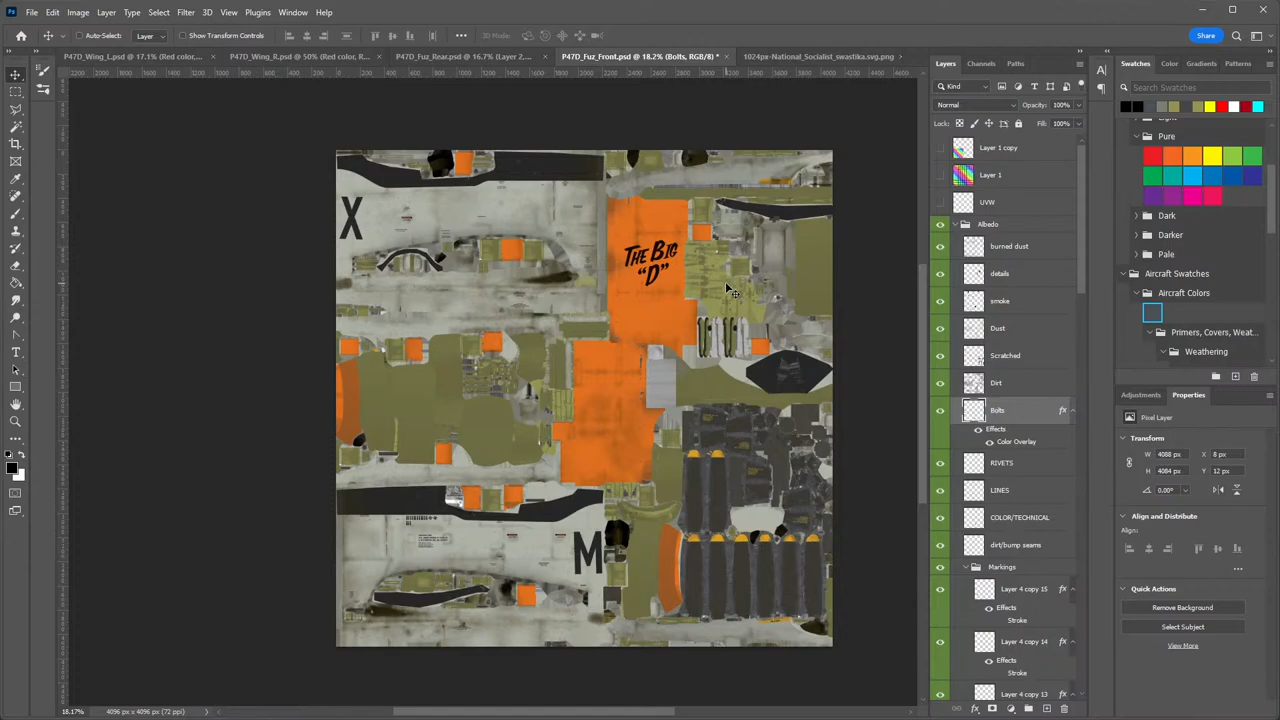 Ps File Edit Image Layer Type Select Filter 3D View Plugins Window Help
Auto-Select: Layer Show Transform Controls 3D Mode: Share
P47D_Wing_L.psd @ 17.1% (Red color,... × P47D_Wing_R.psd @ 50% (Red color, R... × P47D_Fuz_Rear.psd @ 16.7% (Layer 2,... × P47D_Fuz_Front.psd @ 18.2% (Bolts, RGB/8) * × 1024px-National_Socialist_swastika.svg.png
Layers Channels Paths
Kind
Normal Opacity: 100%
Lock: Fill: 100%
Layer 1 copy
Layer 1
UVW
Albedo
burned dust
details
smoke
Dust
Scratched
Dirt
Bolts fx
Effects
Color Overlay
RIVETS
LINES
COLOR/TECHNICAL
dirt/bump seams
Markings
Layer 4 copy 15 fx
Effects
Stroke
Layer 4 copy 14 fx
Effects
Stroke
Layer 4 copy 13 fx
Swatches Color Gradients Patterns
Search Swatches
Light
Pure
Dark
Darker
Pale
Aircraft Swatches
Aircraft Colors
Primers, Covers, Weat...
Weathering
Adjustments Properties
Pixel Layer
Transform
W 4088 px X 8 px
H 4084 px Y 12 px
0.00°
Align and Distribute
Align:
Quick Actions
Remove Background
Select Subject
View More
X
THE BIG
"D"
M
18.17% 4096 px x 4096 px (72 ppi)